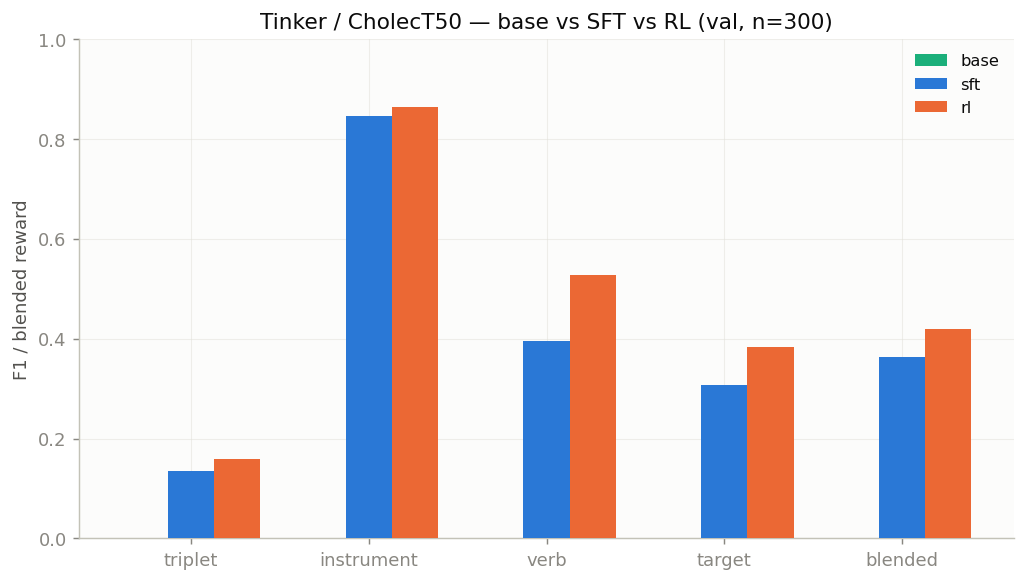 Tinker / CholecT50 — base vs SFT vs RL (val, n=300)
base
sft
rl
F1 / blended reward
1.0
0.8
0.6
0.4
0.2
0.0
triplet instrument verb target blended